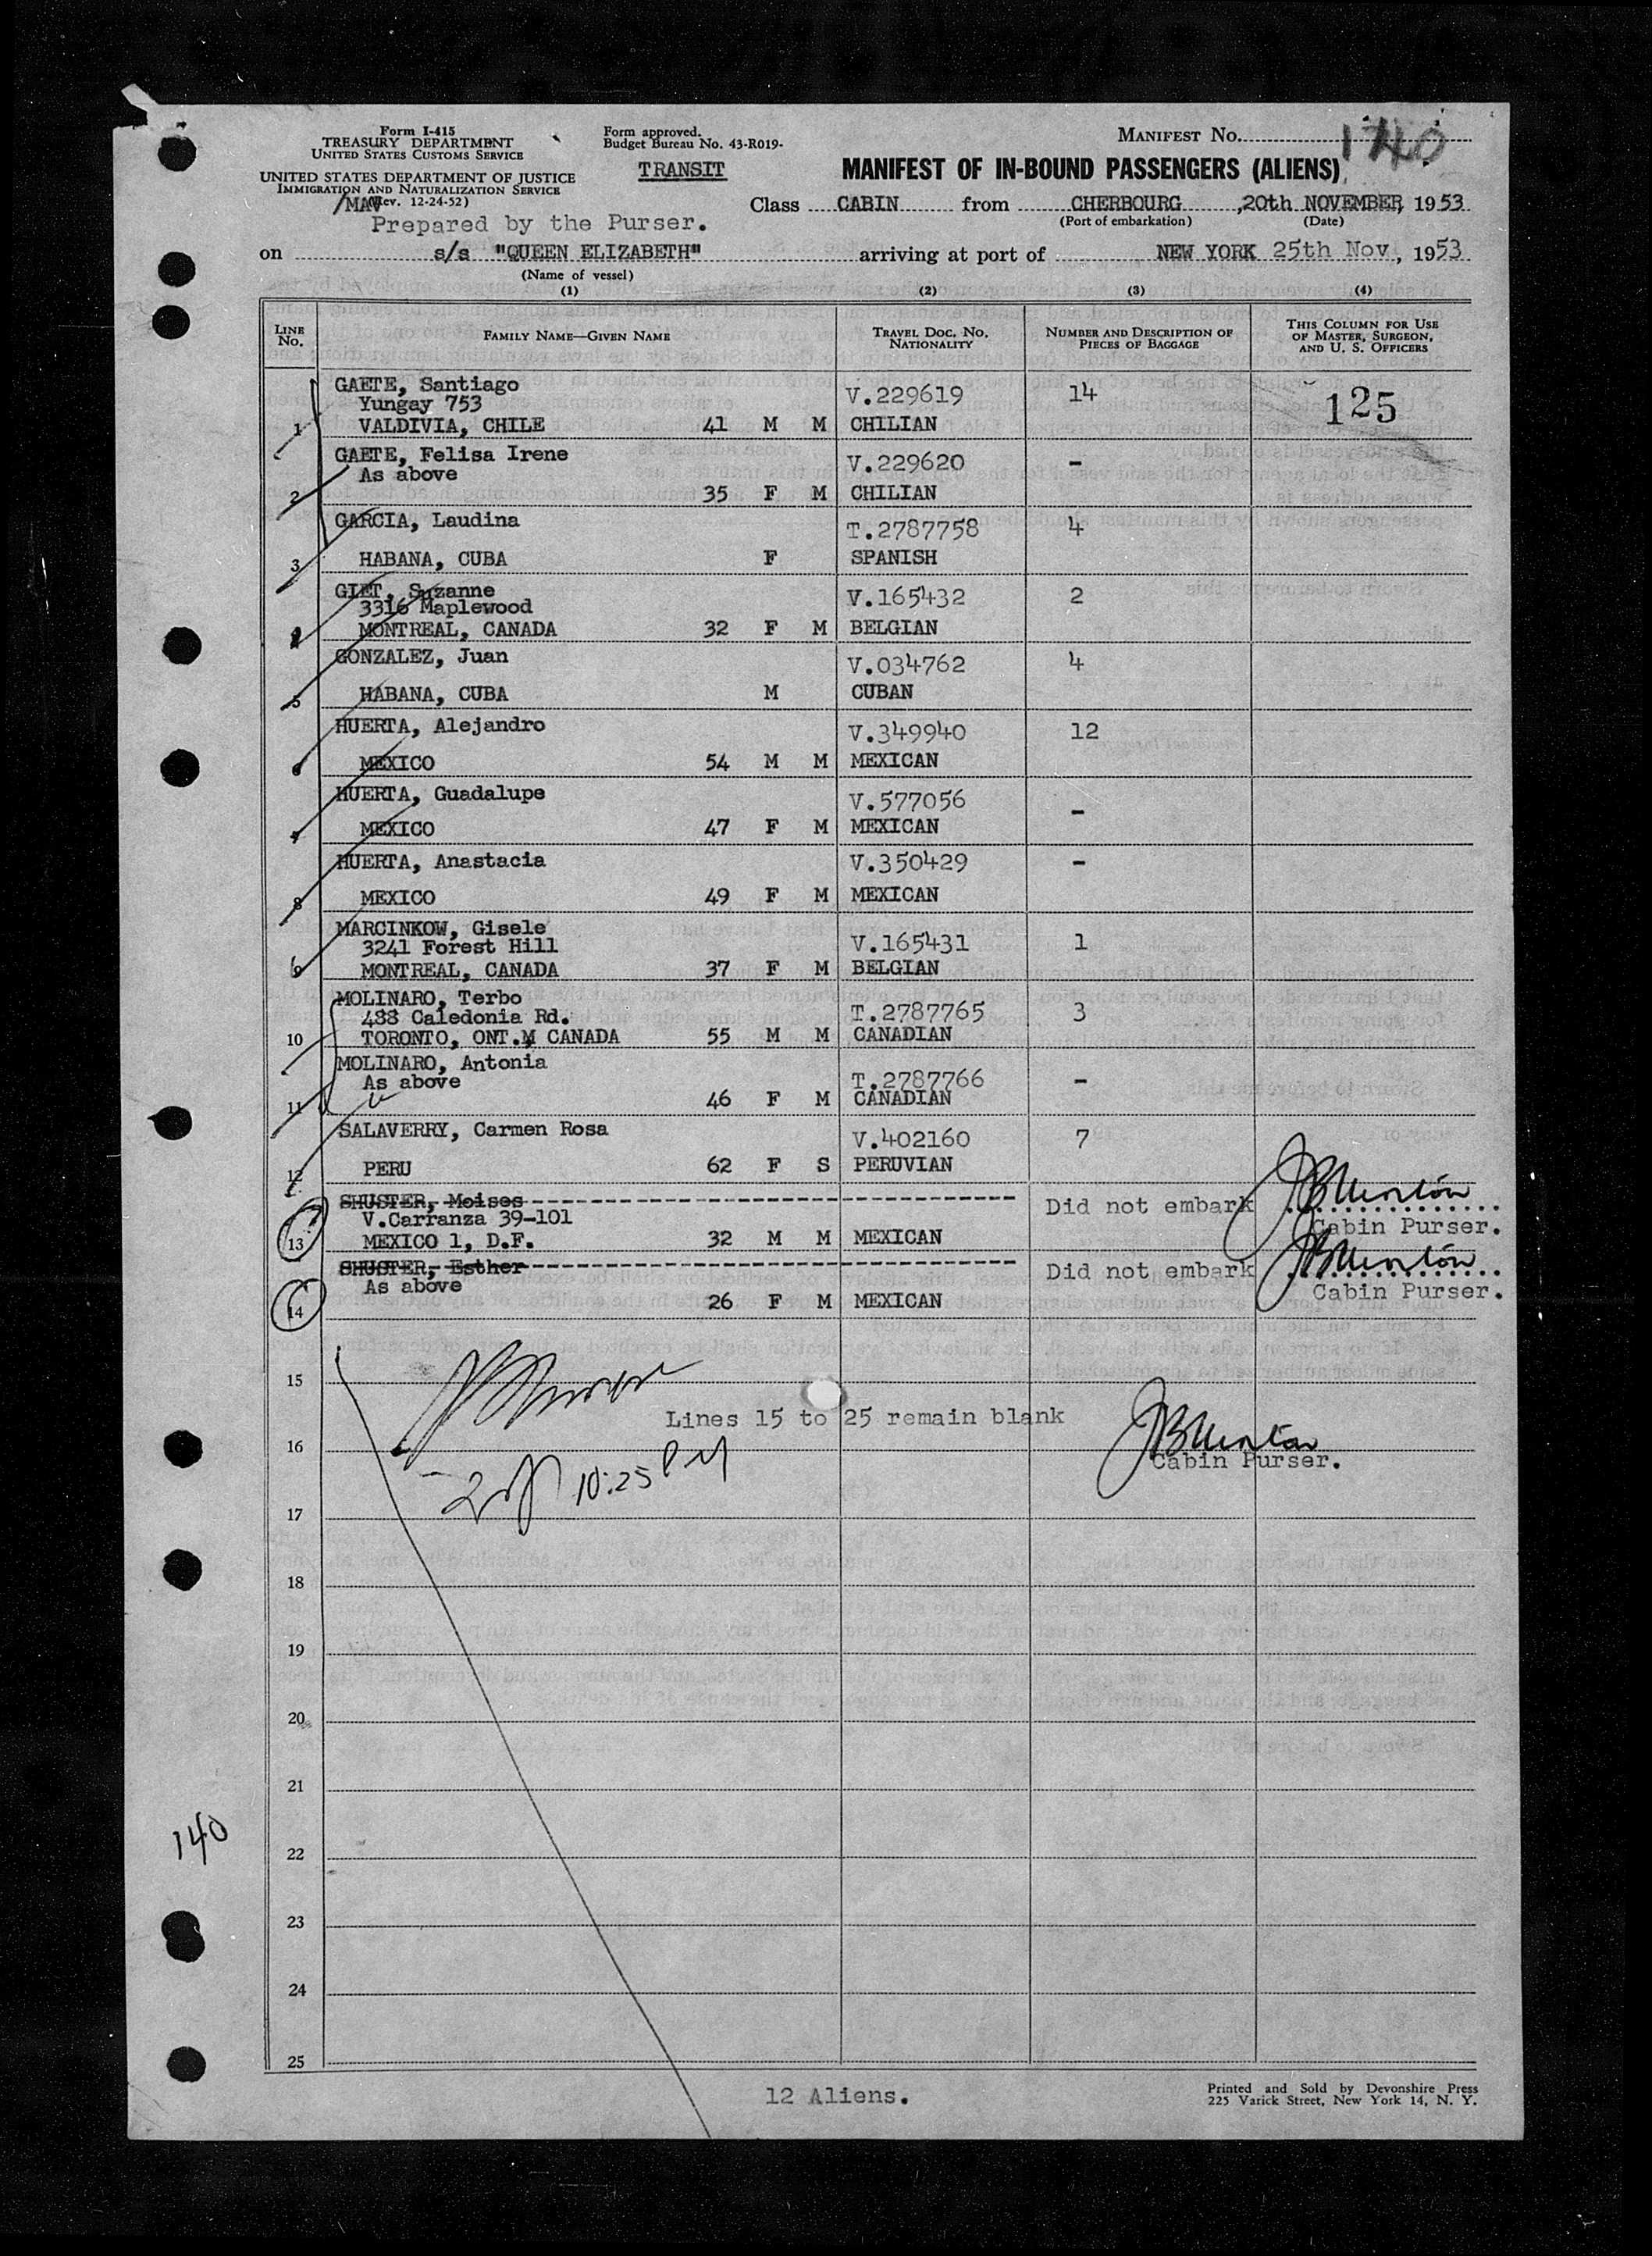 Form I-415
TREASURY DEPARTMENT
UNITED STATES CUSTOMS SERVICE
UNITED STATES DEPARTMENT OF JUSTICE
IMMIGRATION AND NATURALIZATION SERVICE
/MAV (Rev. 12-24-52)
Form approved.
Budget Bureau No. 43-R019-
TRANSIT
MANIFEST NO. 140
MANIFEST OF IN-BOUND PASSENGERS (ALIENS)
Class CABIN from CHERBOURG, 20th NOVEMBER, 1953
(Port of embarkation) (Date)
Prepared by the Purser.
on s/s "QUEEN ELIZABETH" arriving at port of NEW YORK 25th Nov, 1953
(Name of vessel)
(1) (2) (3) (4)
LINE NO. FAMILY NAME—GIVEN NAME TRAVEL DOC. NO. NATIONALITY NUMBER AND DESCRIPTION OF PIECES OF BAGGAGE THIS COLUMN FOR USE OF MASTER, SURGEON, AND U. S. OFFICERS
GAETE, Santiago V.229619 14 125
Yungay 753
1 VALDIVIA, CHILE 41 M M CHILIAN
GAETE, Felisa Irene V.229620 -
As above
2 35 F M CHILIAN
GARCIA, Laudina T.2787758 4
3 HABANA, CUBA F SPANISH
GIET, Suzanne V.165432 2
3316 Maplewood
4 MONTREAL, CANADA 32 F M BELGIAN
GONZALEZ, Juan V.034762 4
5 HABANA, CUBA M CUBAN
HUERTA, Alejandro V.349940 12
6 MEXICO 54 M M MEXICAN
HUERTA, Guadalupe V.577056 -
7 MEXICO 47 F M MEXICAN
HUERTA, Anastacia V.350429 -
8 MEXICO 49 F M MEXICAN
MARCINKOW, Gisele V.165431 1
3241 Forest Hill
9 MONTREAL, CANADA 37 F M BELGIAN
MOLINARO, Terbo T.2787765 3
488 Caledonia Rd.
10 TORONTO, ONT., CANADA 55 M M CANADIAN
MOLINARO, Antonia T.2787766 -
As above
11 46 F M CANADIAN
SALAVERRY, Carmen Rosa V.402160 7
12 PERU 62 F S PERUVIAN
SHUSTER, Moises Did not embark
V.Carranza 39-101 Cabin Purser.
13 MEXICO 1, D.F. 32 M M MEXICAN
SHUSTER, Esther Did not embark
As above Cabin Purser.
14 26 F M MEXICAN
15
Lines 15 to 25 remain blank
16 Cabin Purser.
10:25 PM
17
18
19
20
21
22
140
23
24
25
12 Aliens.
Printed and Sold by Devonshire Press
225 Varick Street, New York 14, N. Y.